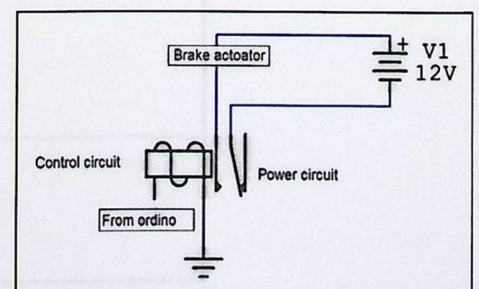 Brake actoator
+ V1
12V
Control circuit
Power circuit
From ordino